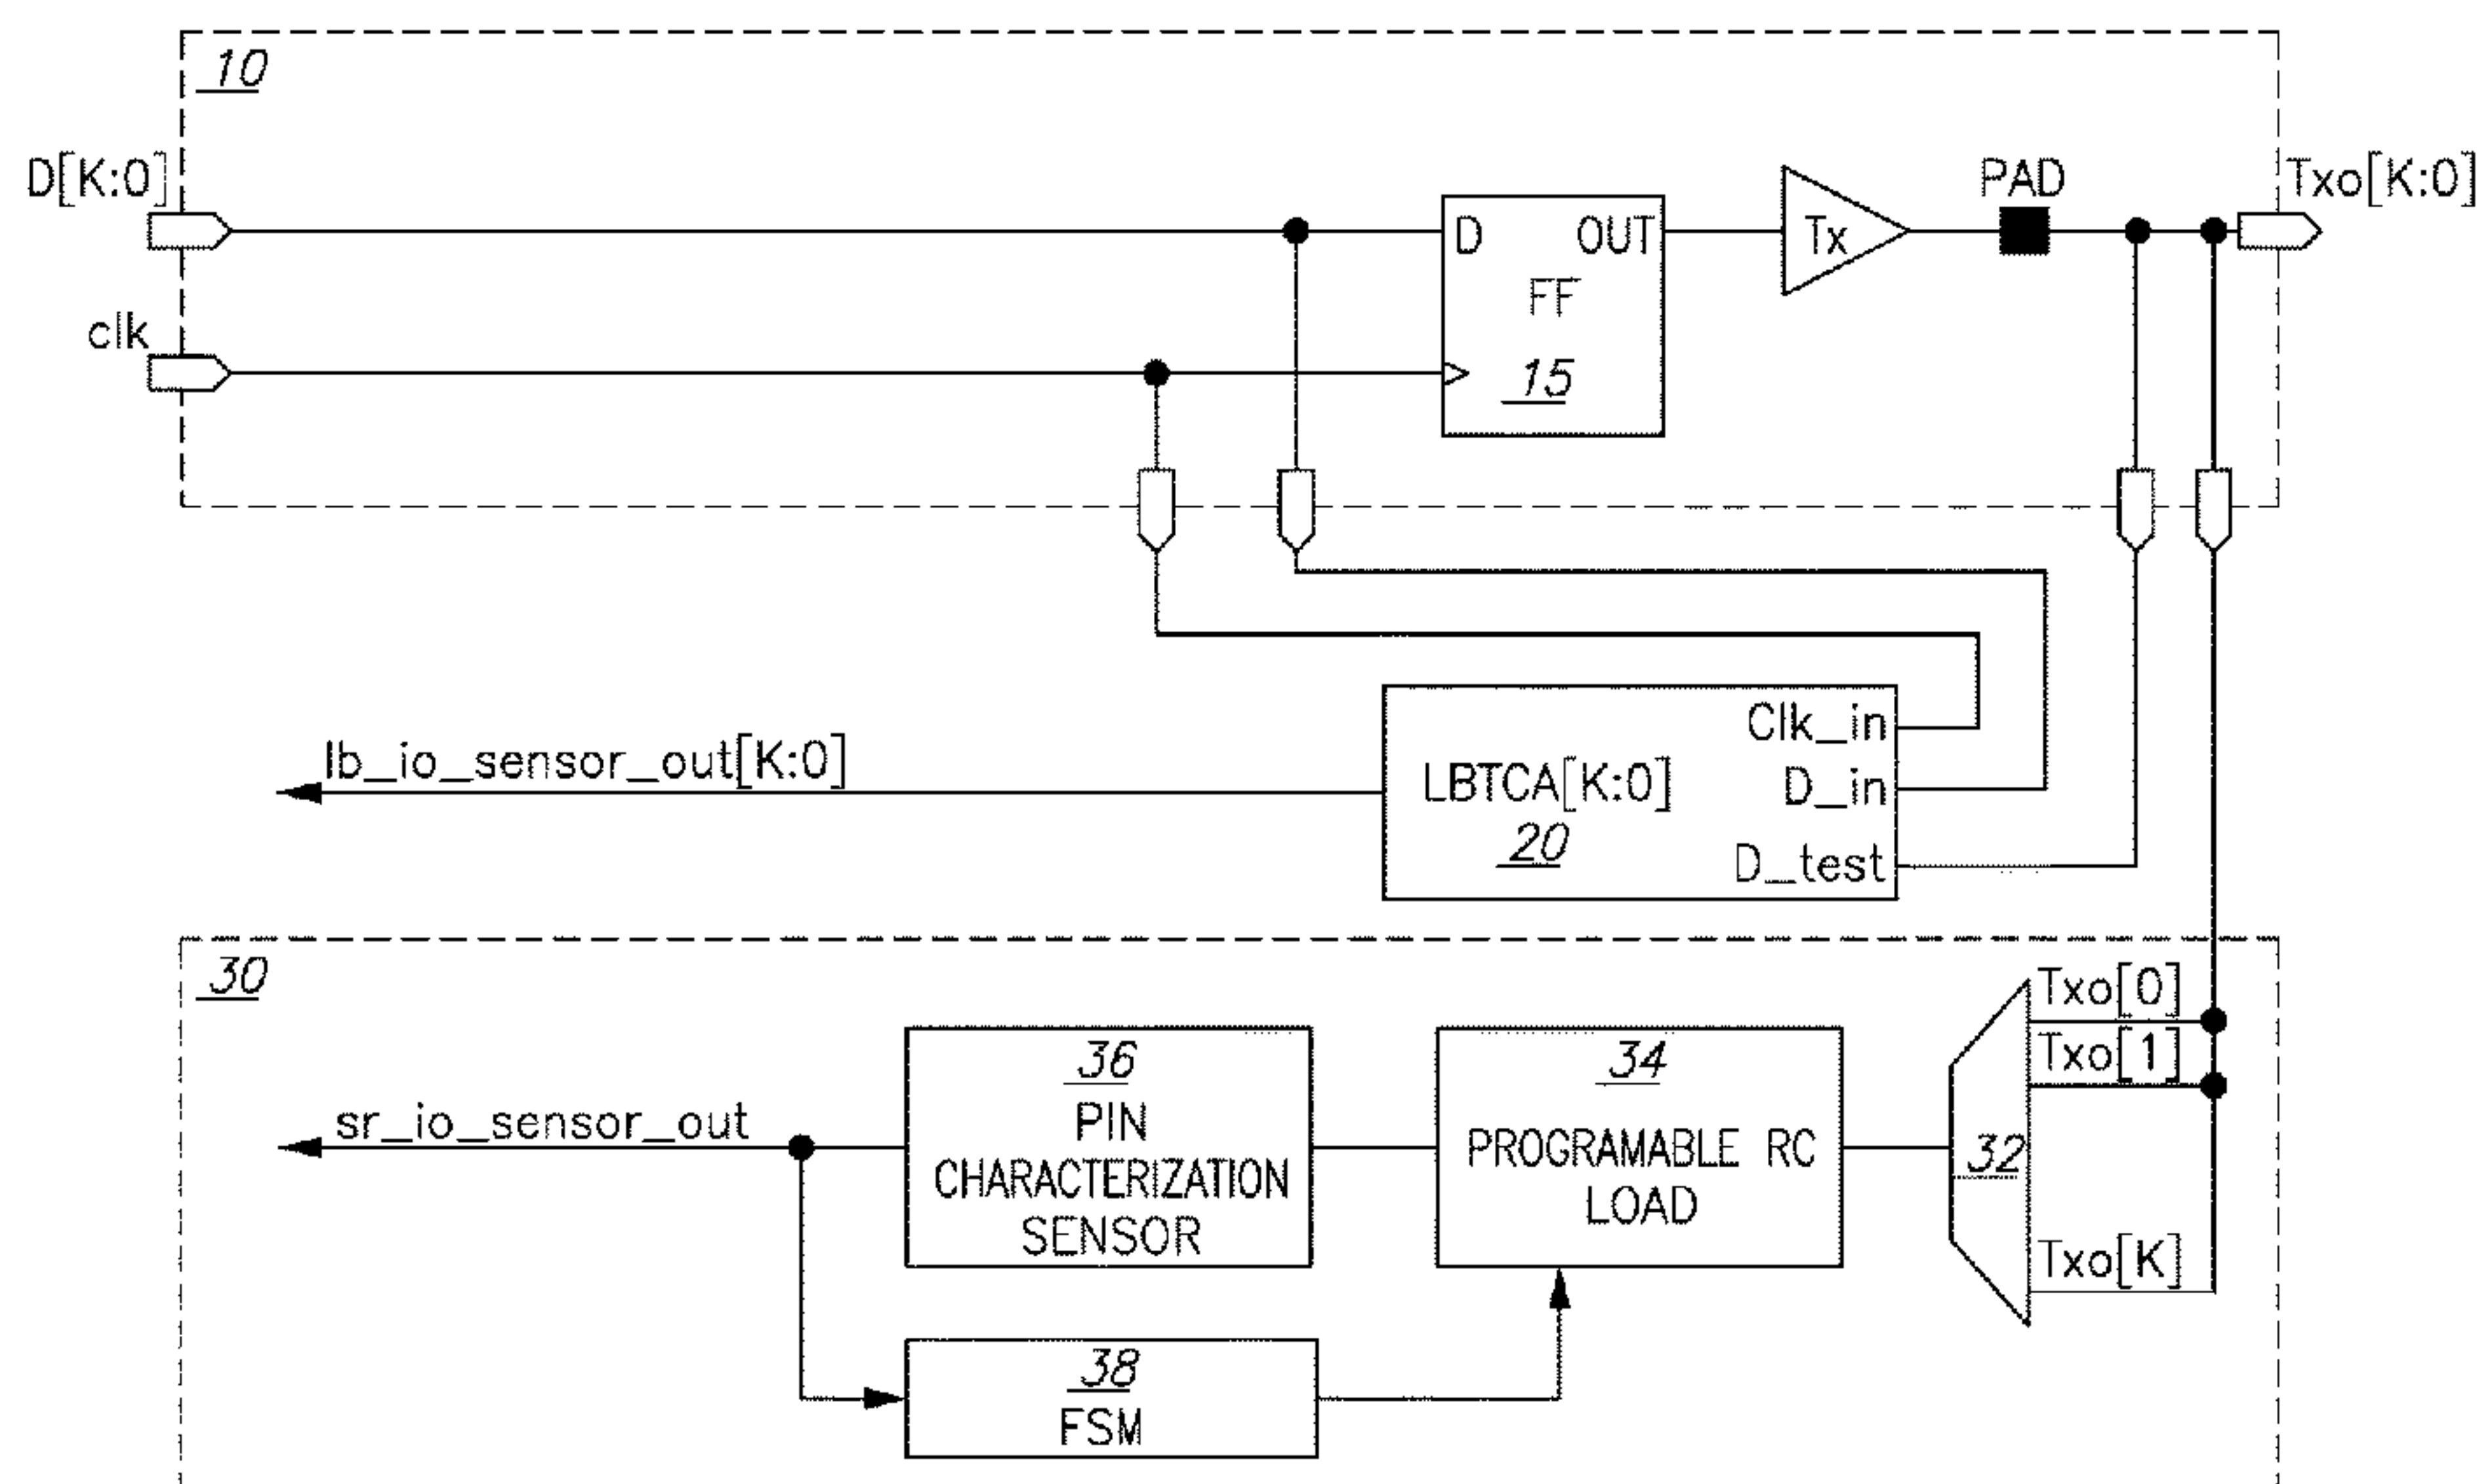 10
D[K:0]
PAD
Txo[K:0]
D OUT
Tx
FF
clk
15
Clk_in
lb_io_sensor_out[K:0]
LBTCA[K:0]
D_in
20
D_test
30
Txo[0]
36
34
Txo[1]
sr_io_sensor_out
PIN
CHARACTERIZATION
SENSOR
PROGRAMABLE RC
LOAD
32
Txo[K]
38
FSM